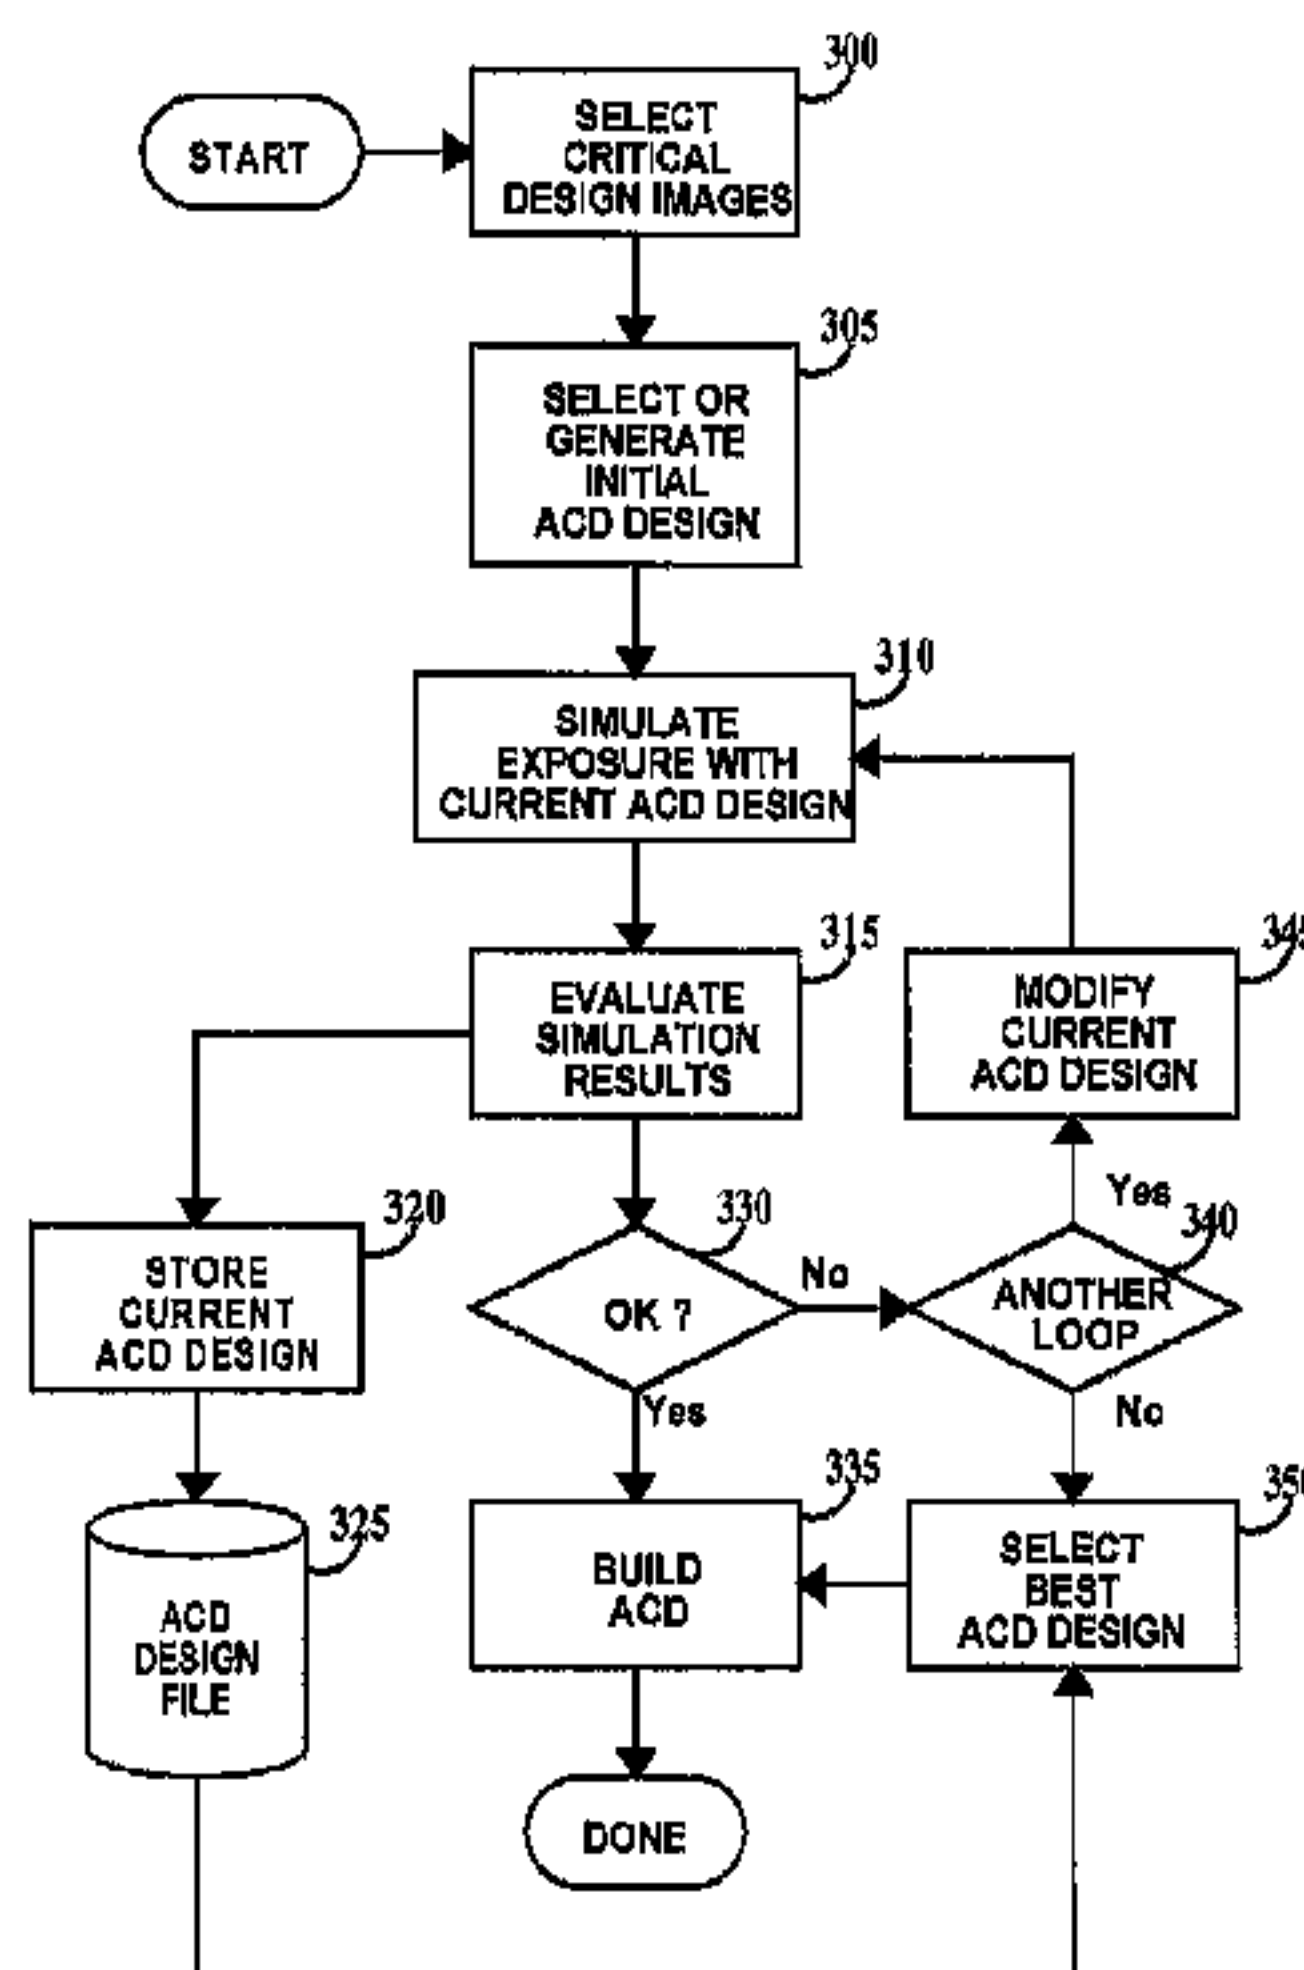 300
START
SELECT
CRITICAL
DESIGN IMAGES
305
SELECT OR
GENERATE
INITIAL
ACD DESIGN
310
SIMULATE
EXPOSURE WITH
CURRENT ACD DESIGN
315
EVALUATE
SIMULATION
RESULTS
MODIFY
CURRENT
ACD DESIGN
320
STORE
CURRENT
ACD DESIGN
330
OK ?
No
Yes
Yes
340
ANOTHER
LOOP
No
325
ACD
DESIGN
FILE
335
BUILD
ACD
350
SELECT
BEST
ACD DESIGN
DONE